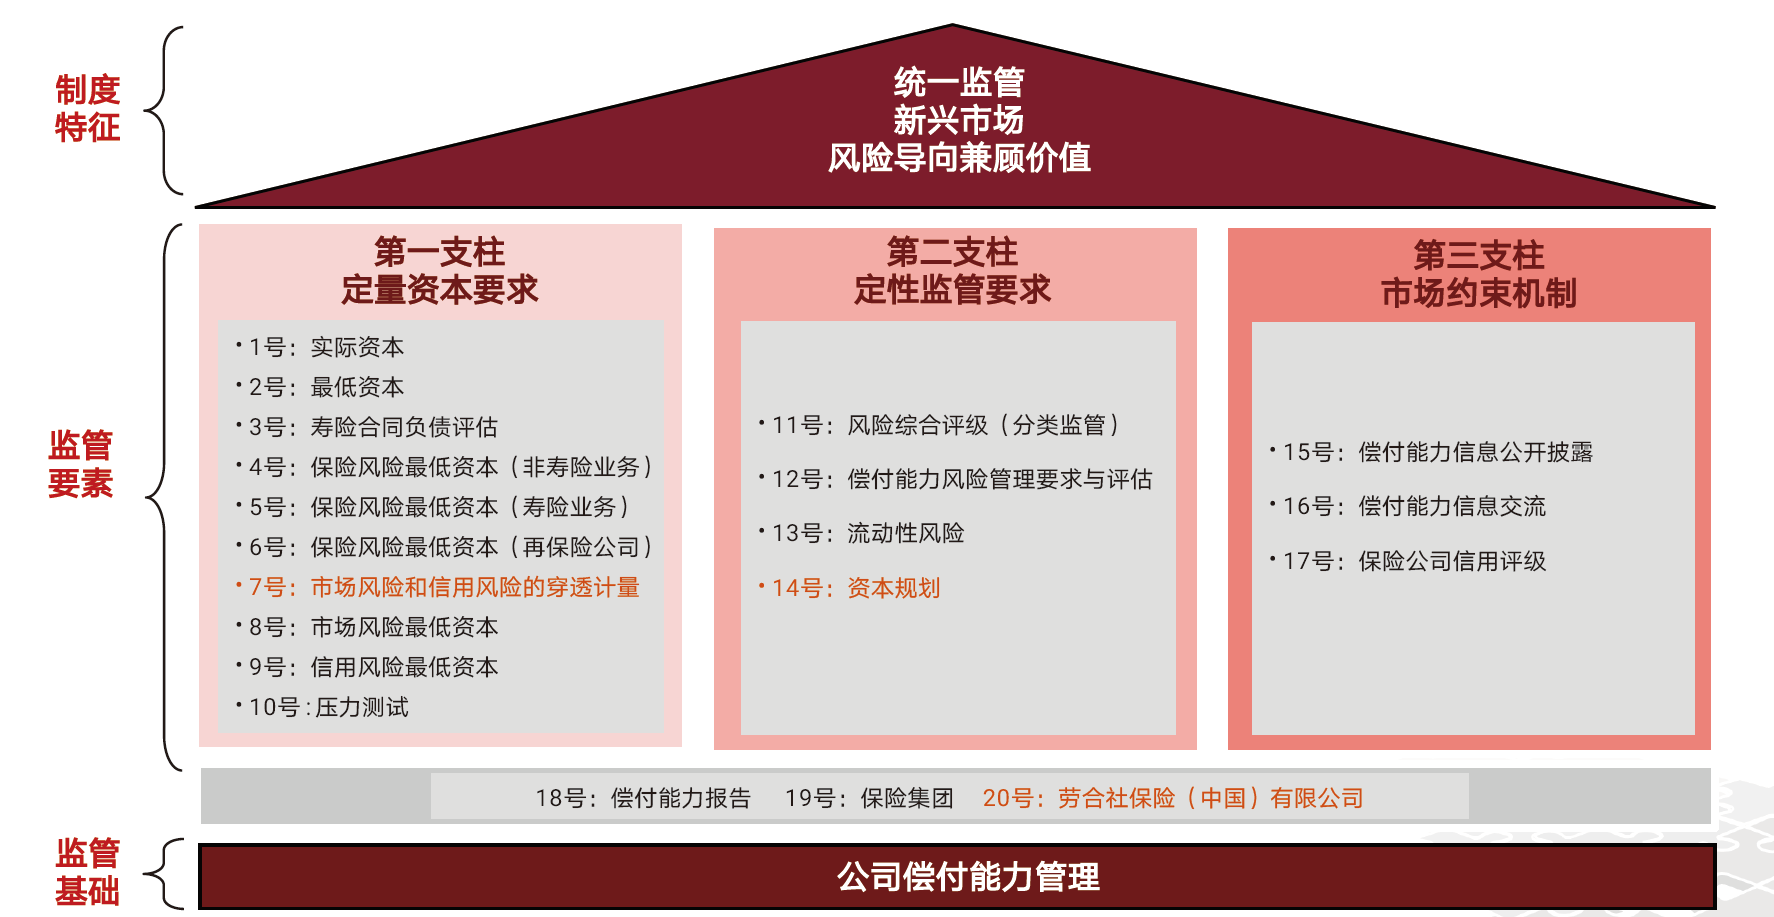 制度
特征
统一监管
新兴市场
风险导向兼顾价值
监管
要素
第一支柱
定量资本要求
•1号：实际资本
•2号：最低资本
•3号：寿险合同负债评估
•4号：保险风险最低资本（非寿险业务）
•5号：保险风险最低资本（寿险业务）
•6号：保险风险最低资本（再保险公司）
•7号：市场风险和信用风险的穿透计量
•8号：市场风险最低资本
•9号：信用风险最低资本
•10号:压力测试
第二支柱
定性监管要求
•11号：风险综合评级（分类监管）
•12号：偿付能力风险管理要求与评估
•13号：流动性风险
•14号：资本规划
第三支柱
市场约束机制
•15号：偿付能力信息公开披露
•16号：偿付能力信息交流
•17号：保险公司信用评级
18号：偿付能力报告 19号：保险集团 20号：劳合社保险（中国）有限公司
监管
基础
公司偿付能力管理